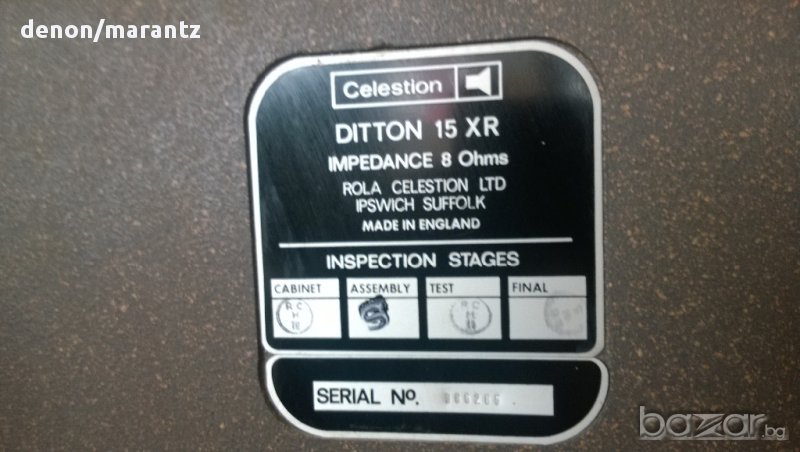 denon/marantz
Celestion
DITTON 15 XR
IMPEDANCE 8 Ohms
ROLA CELESTION LTD
IPSWICH SUFFOLK
MADE IN ENGLAND
INSPECTION STAGES
CABINET ASSEMBLY TEST FINAL
R C R C
M
SERIAL NO.
bazar.bg